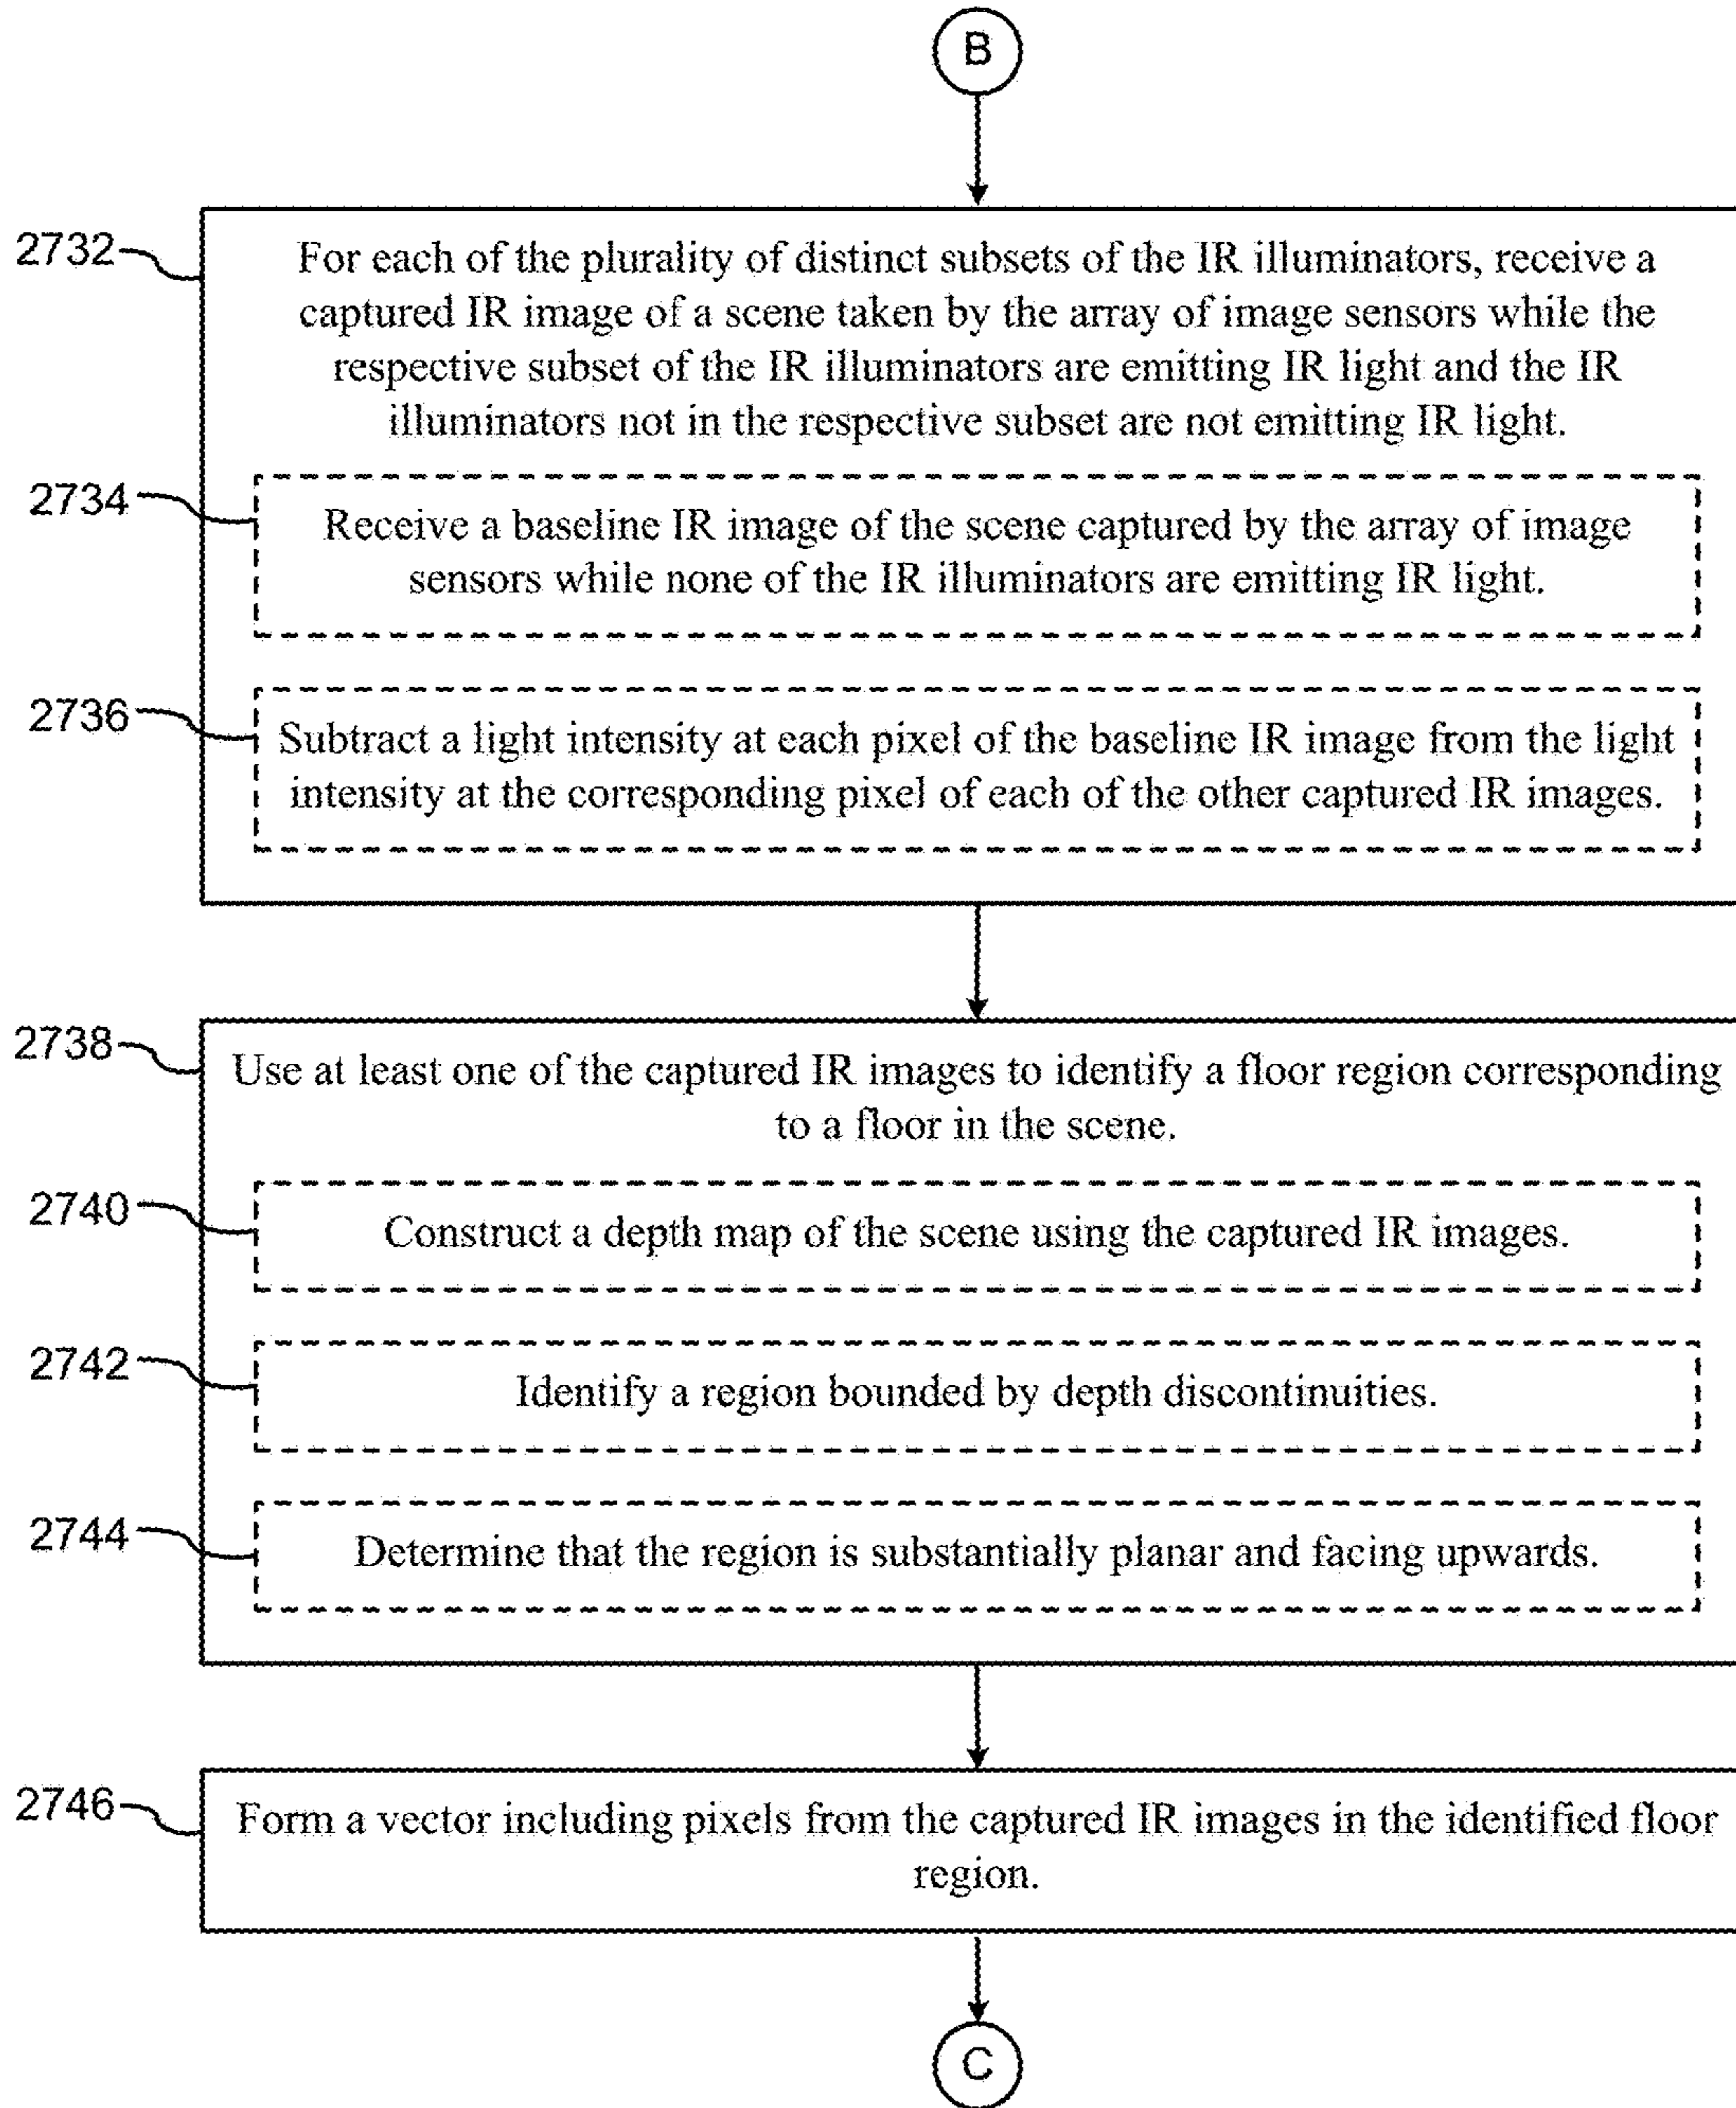 B
2732
For each of the plurality of distinct subsets of the IR illuminators, receive a
captured IR image of a scene taken by the array of image sensors while the
respective subset of the IR illuminators are emitting IR light and the IR
illuminators not in the respective subset are not emitting IR light.
2734
Receive a baseline IR image of the scene captured by the array of image
sensors while none of the IR illuminators are emitting IR light.
2736
Subtract a light intensity at each pixel of the baseline IR image from the light
intensity at the corresponding pixel of each of the other captured IR images.
2738
Use at least one of the captured IR images to identify a floor region corresponding
to a floor in the scene.
2740
Construct a depth map of the scene using the captured IR images.
2742
Identify a region bounded by depth discontinuities.
2744
Determine that the region is substantially planar and facing upwards.
2746
Form a vector including pixels from the captured IR images in the identified floor
region.
C